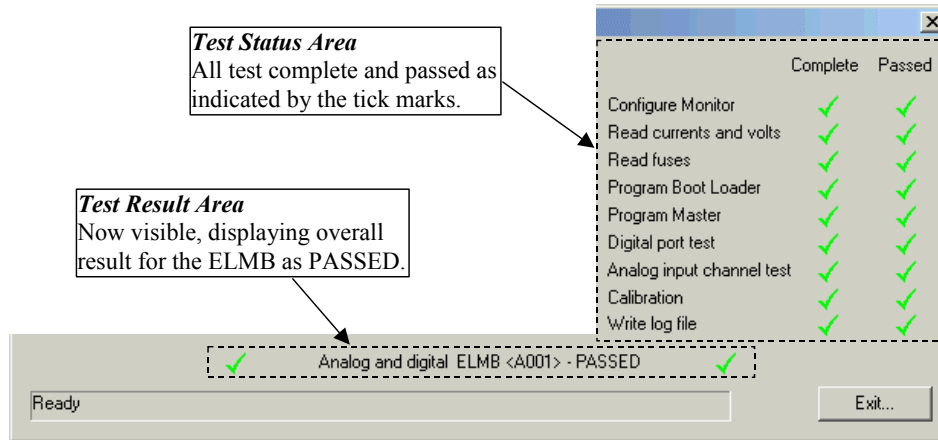 Test Status Area
All test complete and passed as
indicated by the tick marks.
Complete Passed
Configure Monitor
Read currents and volts
Read fuses
Program Boot Loader
Program Master
Digital port test
Analog input channel test
Calibration
Write log file
Test Result Area
Now visible, displaying overall
result for the ELMB as PASSED.
Analog and digital ELMB <A001> - PASSED
Ready
Exit...